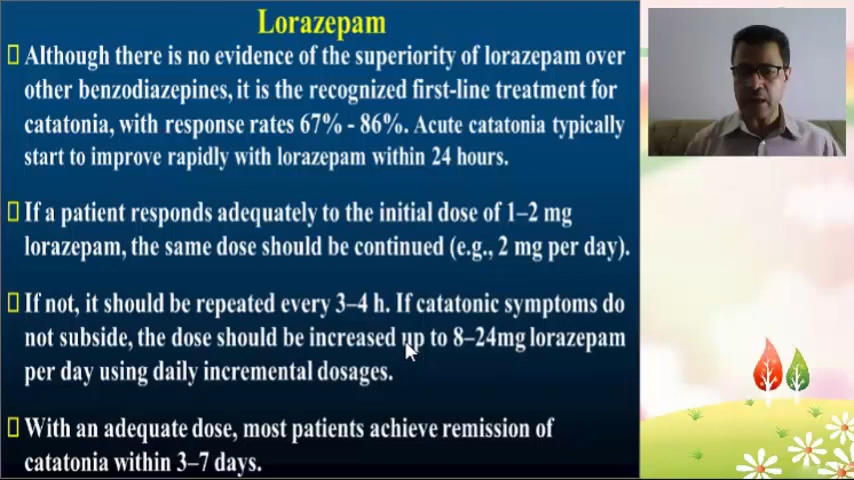 Lorazepam
Although there is no evidence of the superiority of lorazepam over
other benzodiazepines, it is the recognized first-line treatment for
catatonia, with response rates 67% - 86%. Acute catatonia typically
start to improve rapidly with lorazepam within 24 hours.
If a patient responds adequately to the initial dose of 1–2 mg
lorazepam, the same dose should be continued (e.g., 2 mg per day).
If not, it should be repeated every 3–4 h. If catatonic symptoms do
not subside, the dose should be increased up to 8–24mg lorazepam
per day using daily incremental dosages.
With an adequate dose, most patients achieve remission of
catatonia within 3–7 days.